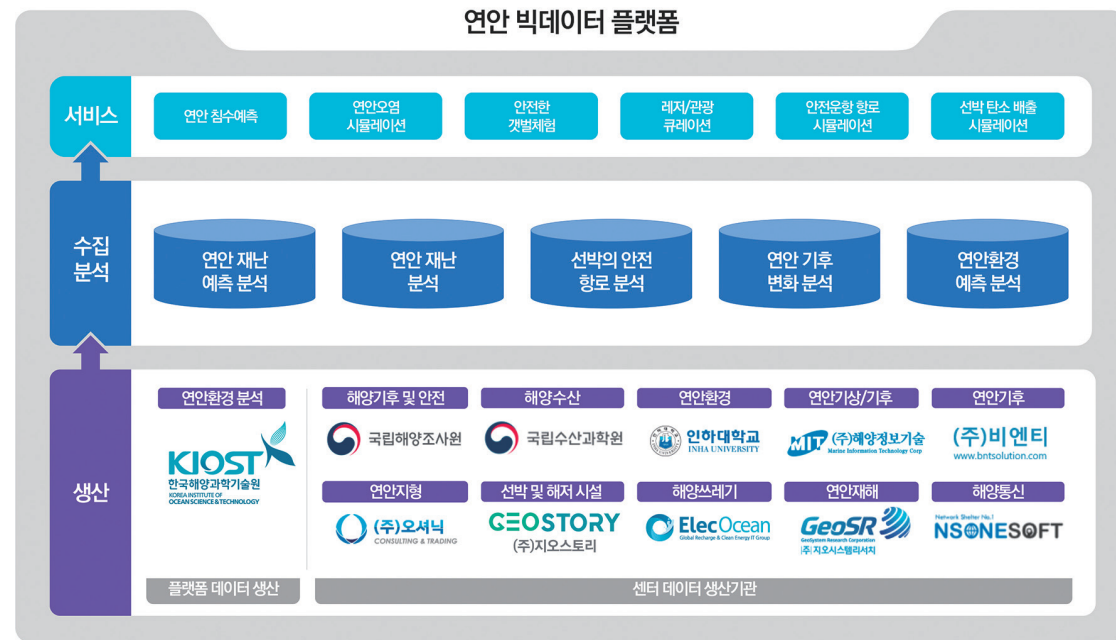 연안 빅데이터 플랫폼
서비스
연안 침수예측
연안오염
시뮬레이션
안전한
갯벌체험
레저/관광
큐레이션
안전운항 항로
시뮬레이션
선박 탄소 배출
시뮬레이션
수집
분석
연안 재난
예측 분석
연안 재난
분석
선박의 안전
항로 분석
연안 기후
변화 분석
연안환경
예측 분석
생산
연안환경 분석
KIOST
한국해양과학기술원
KOREA INSTITUTE OF
OCEAN SCIENCE & TECHNOLOGY
해양기후 및 안전
국립해양조사원
해양수산
국립수산과학원
연안환경
인하대학교
INHA UNIVERSITY
연안기상/기후
MIT (주)해양정보기술
Marine Information Technology Corp
연안기후
(주)비엔티
www.bntsolution.com
연안지형
(주)오셔닉
CONSULTING & TRADING
선박 및 해저 시설
GEOSTORY
(주)지오스토리
해양쓰레기
ElecOcean
Global Recharge & Clean Energy IT Group
연안재해
GeoSR
GeoSystem Research Corporation
(주)지오시스템리서치
해양통신
Network Shelter No.1
NSONESOFT
플랫폼 데이터 생산
센터 데이터 생산기관